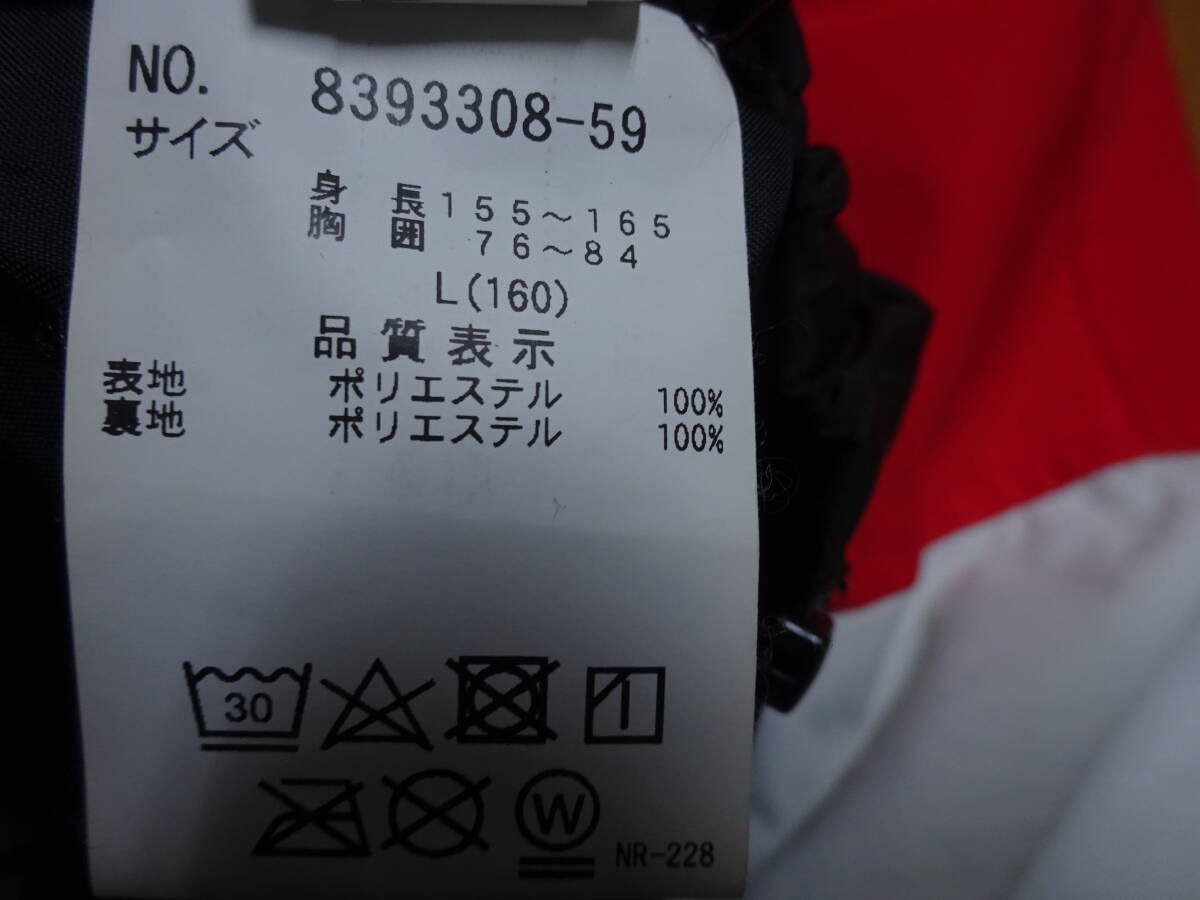 NO. 8393308-59
サイズ
身 長 155~165
胸 囲 76~84
L(160)
品質表示
表地 ポリエステル 100%
裏地 ポリエステル 100%
30
W
NR-228